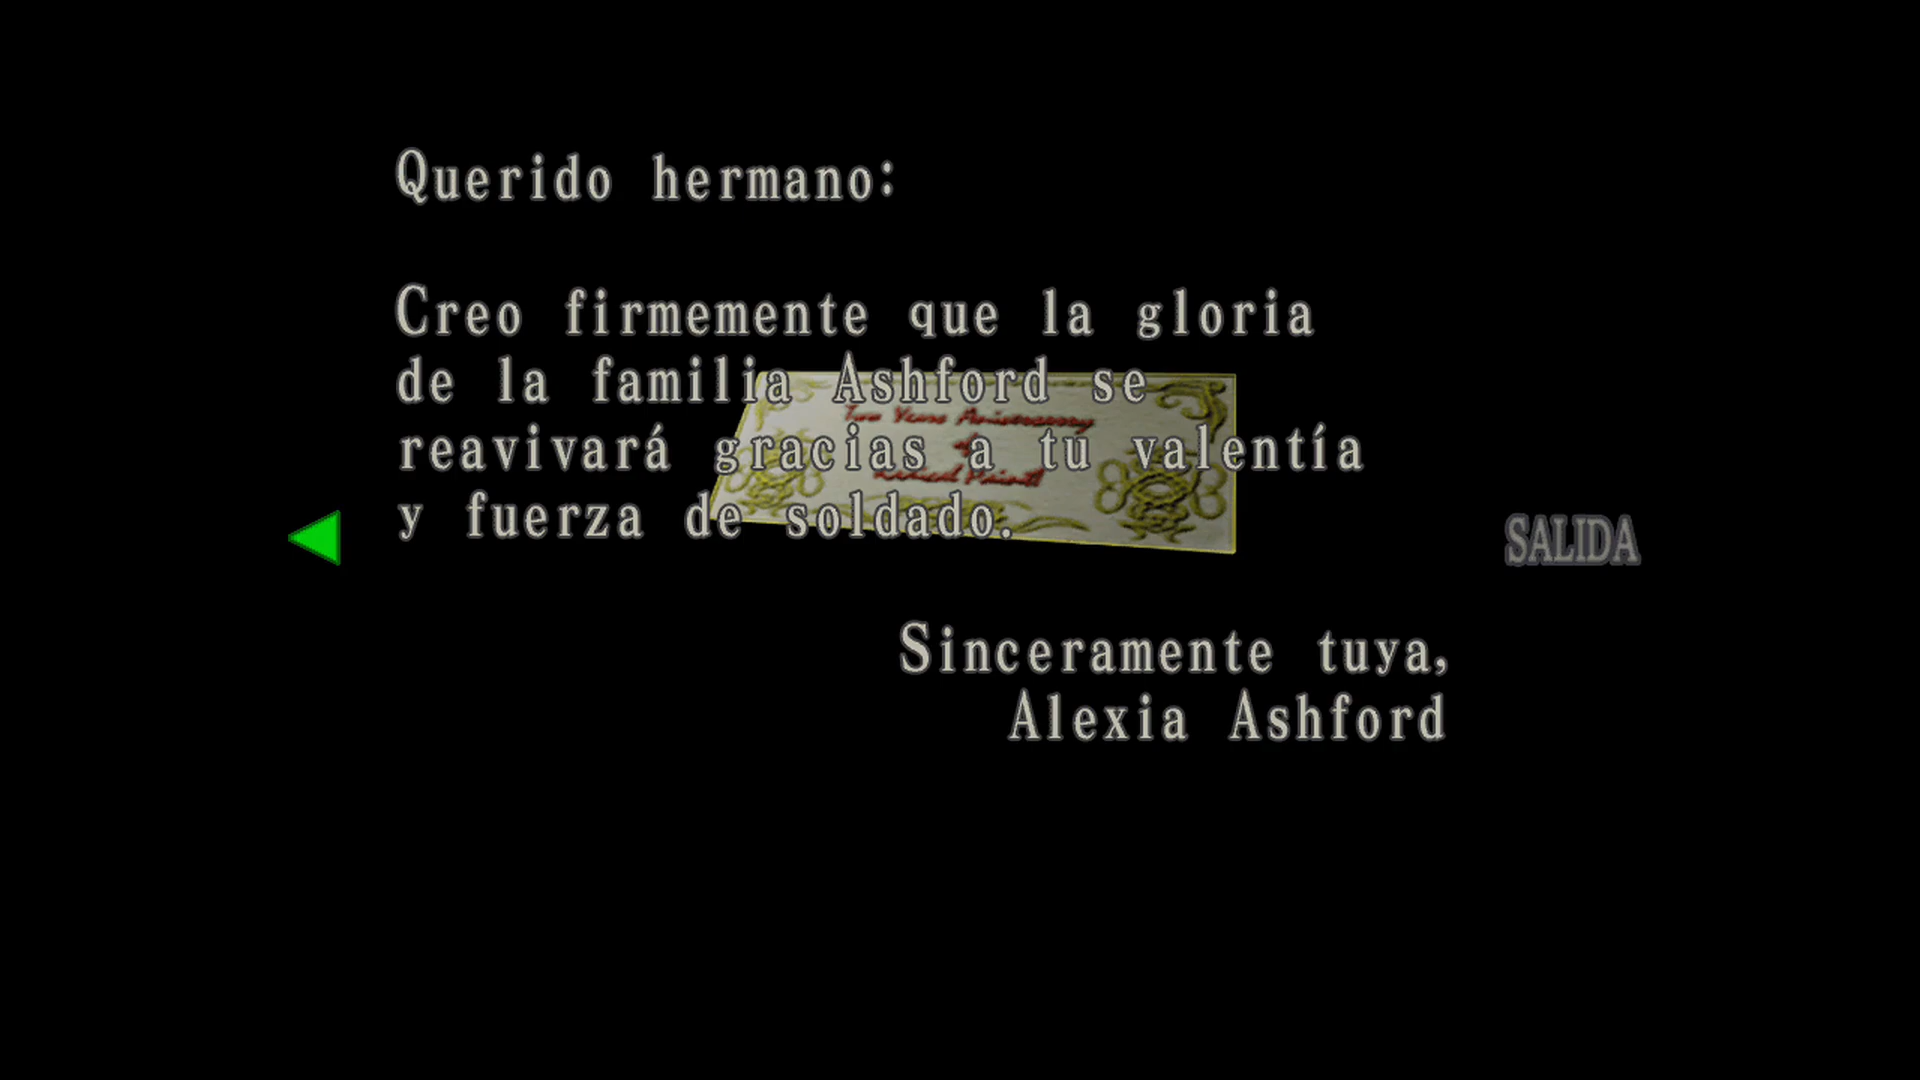 Querido hermano:
Creo firmemente que la gloria
de la familia Ashford se
reavivará gracias a tu valentía
y fuerza de soldado.
SALIDA
Sinceramente tuya,
Alexia Ashford